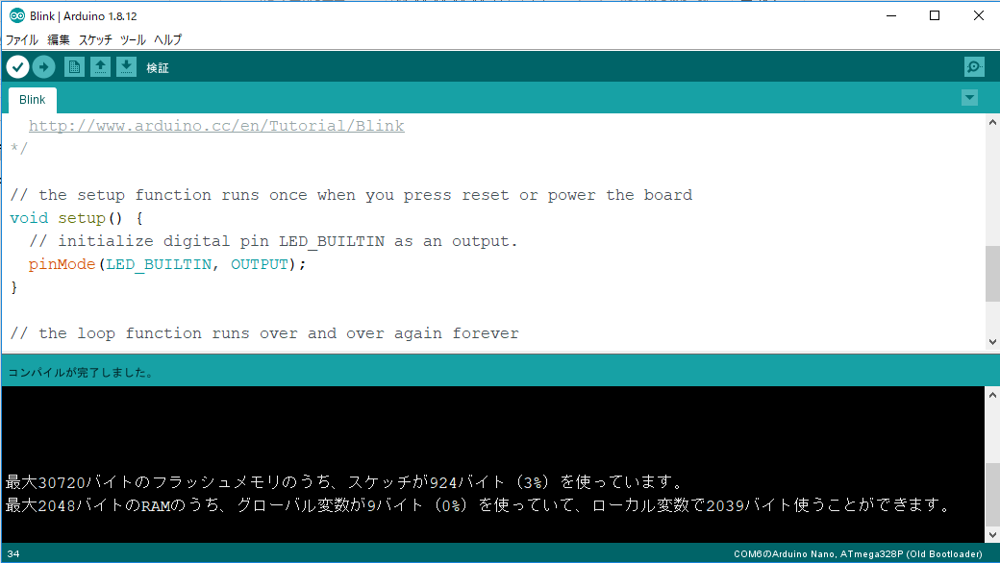 Blink | Arduino 1.8.12
ファイル 編集 スケッチ ツール ヘルプ
検証
Blink
http://www.arduino.cc/en/Tutorial/Blink
*/
// the setup function runs once when you press reset or power the board
void setup() {
// initialize digital pin LED_BUILTIN as an output.
pinMode(LED_BUILTIN, OUTPUT);
}
// the loop function runs over and over again forever
コンパイルが完了しました。
最大30720バイトのフラッシュメモリのうち、スケッチが924バイト（3%）を使っています。
最大2048バイトのRAMのうち、グローバル変数が9バイト（0%）を使っていて、ローカル変数で2039バイト使うことができます。
34
COM6のArduino Nano, ATmega328P (Old Bootloader)